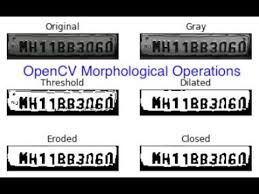 Original Gray
MH11BB3060 MH11BB3060
OpenCV Morphological Operations
Threshold Dilated
MH11BB3060 MH11BB3060
Eroded Closed
MH11BB3060 MH11BB3060